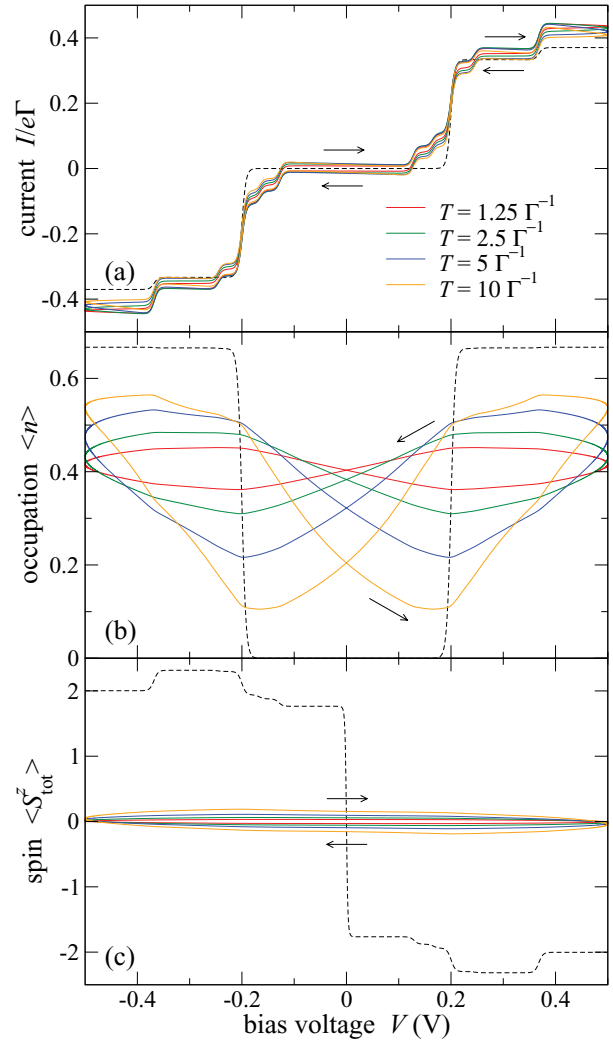 0.4
0.2
0
-0.2
-0.4
current I/eΓ
(a)
T = 1.25 Γ⁻¹
T = 2.5 Γ⁻¹
T = 5 Γ⁻¹
T = 10 Γ⁻¹
0.6
0.4
0.2
0
occupation <n>
(b)
2
1
0
-1
-2
spin <S^z_tot>
(c)
-0.4 -0.2 0 0.2 0.4
bias voltage V (V)